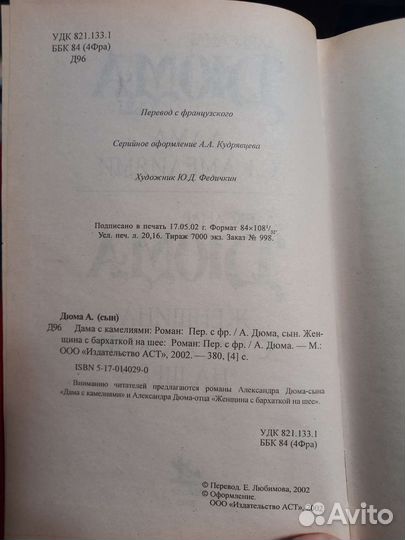 УДК 821.133.1
ББК 84 (4Фра)
Д96
Перевод с французского
Серийное оформление А.А. Кудрявцева
Художник Ю.Д. Федичкин
Подписано в печать 17.05.02 г. Формат 84×108¹/₃₂.
Усл. печ. л. 20,16. Тираж 7000 экз. Заказ № 998.
Дюма А. (сын)
Д96 Дама с камелиями: Роман: Пер. с фр. / А. Дюма, сын. Жен-
щина с бархаткой на шее: Роман: Пер. с фр. / А. Дюма. — М.:
ООО «Издательство АСТ», 2002. — 380, [4] с.
ISBN 5-17-014029-0
Вниманию читателей предлагаются романы Александра Дюма-сына
«Дама с камелиями» и Александра Дюма-отца «Женщина с бархаткой на шее».
УДК 821.133.1
ББК 84 (4Фра)
© Перевод. Е. Любимова, 2002
© Оформление.
ООО «Издательство АСТ», 2002
Avito